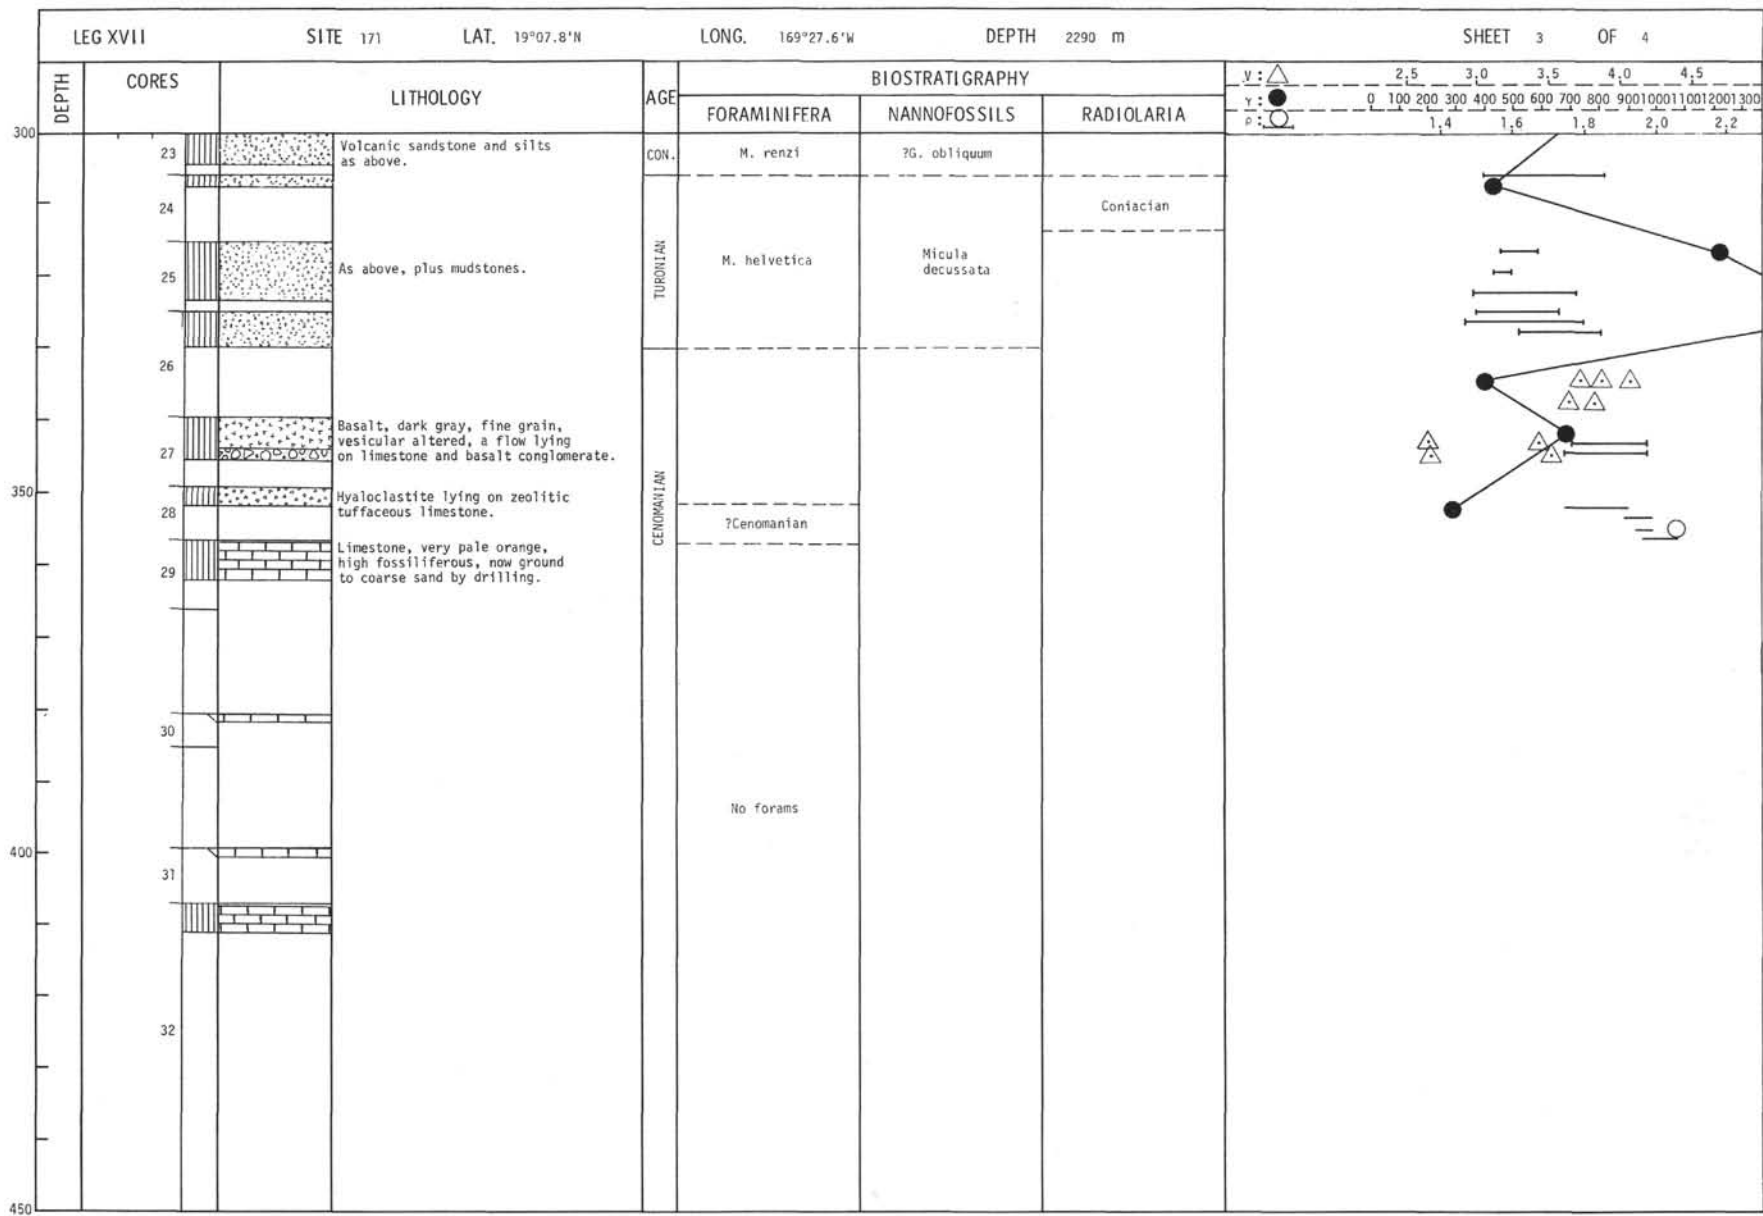 LEG XVII SITE 171 LAT. 19°07.8'N LONG. 169°27.6'W DEPTH 2290 m SHEET 3 OF 4
DEPTH
CORES
LITHOLOGY
AGE
BIOSTRATIGRAPHY
FORAMINIFERA NANNOFOSSILS RADIOLARIA
V: 2.5 3.0 3.5 4.0 4.5
γ: 0 100 200 300 400 500 600 700 800 900 1000 1100 1200 1300
ρ: 1.4 1.6 1.8 2.0 2.2
300
23
Volcanic sandstone and silts
as above.
CON.
M. renzi
?G. obliquum
24
Coniacian
25
As above, plus mudstones.
TURONIAN
M. helvetica
Micula
decussata
26
27
Basalt, dark gray, fine grain,
vesicular altered, a flow lying
on limestone and basalt conglomerate.
350
28
Hyaloclastite lying on zeolitic
tuffaceous limestone.
CENOMANIAN
?Cenomanian
29
Limestone, very pale orange,
high fossiliferous, now ground
to coarse sand by drilling.
30
No forams
400
31
32
450